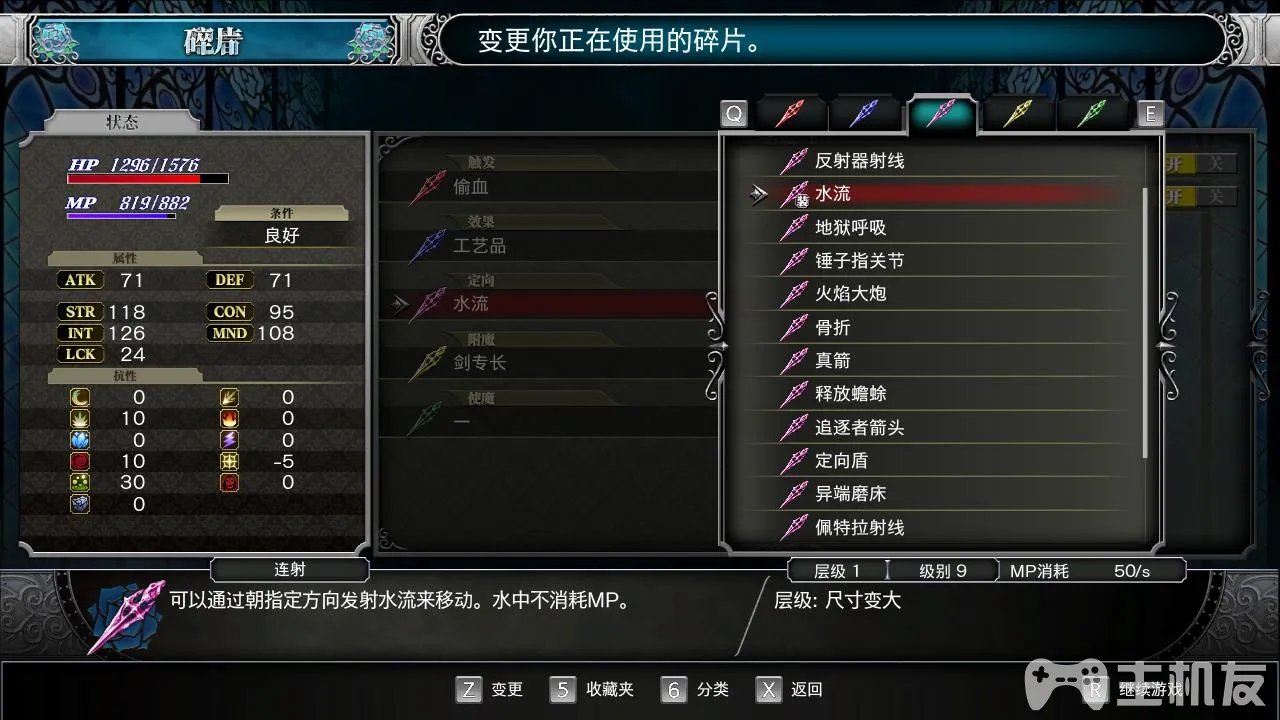 碎片
变更你正在使用的碎片。
状态
Q
E
HP 1296/1576
MP 819/882
条件
良好
属性
ATK 71
DEF 71
STR 118
CON 95
INT 126
MND 108
LCK 24
抗性
0 0
10 0
0 0
10 -5
30 0
0
触发
偷血
效果
工艺品
定向
水流
附魔
剑专长
使魔
—
反射器射线
装 水流
地狱呼吸
锤子指关节
火焰大炮
骨折
真箭
释放蟾蜍
追逐者箭头
定向盾
异端磨床
佩特拉射线
开 关
开 关
连射
层级 1
级别 9
MP消耗 50/s
可以通过朝指定方向发射水流来移动。水中不消耗MP。
层级: 尺寸变大
Z 变更
5 收藏夹
6 分类
X 返回
R 继续游戏
主机友